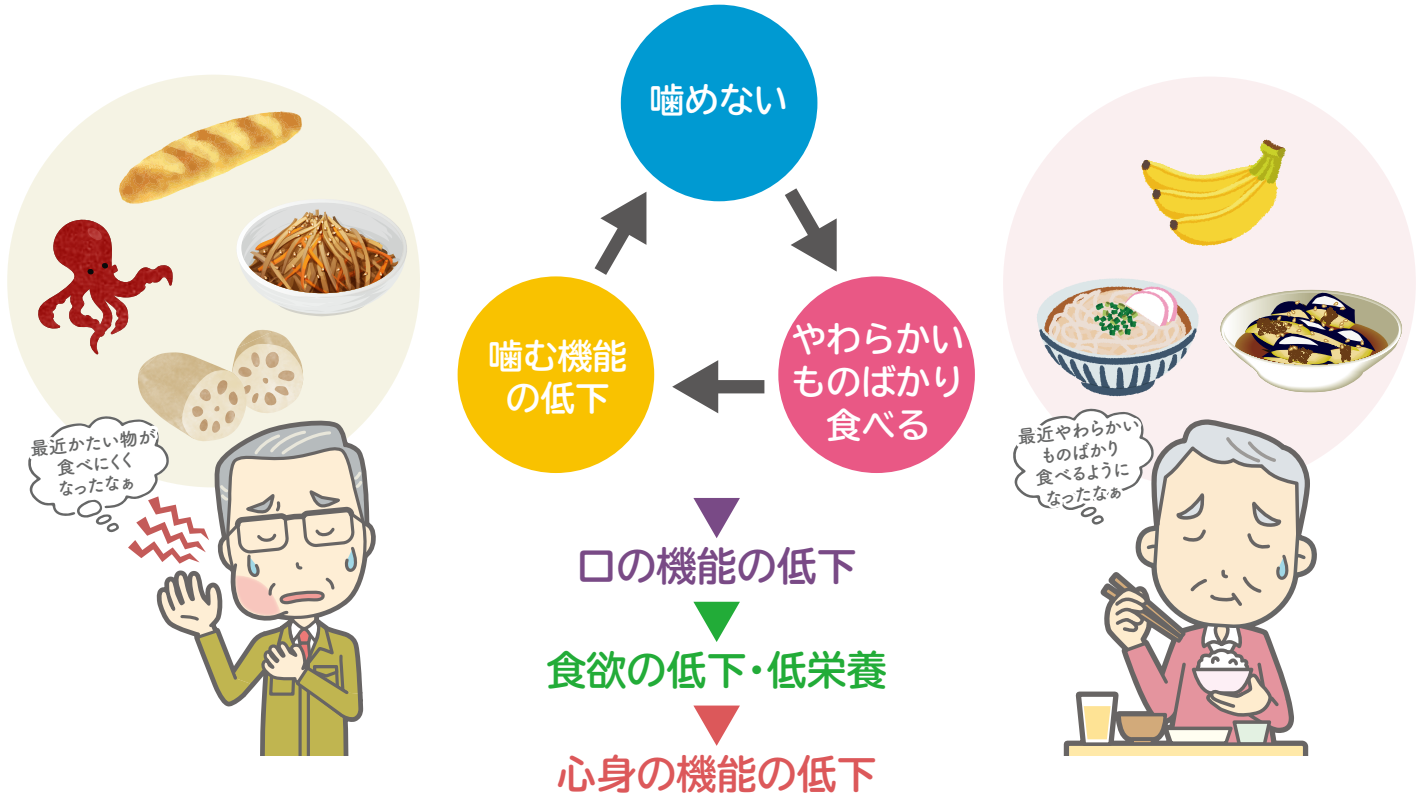 噛めない
やわらかい
ものばかり
食べる
噛む機能
の低下
最近かたい物が
食べにくく
なったなぁ
最近やわらかい
ものばかり
食べるように
なったなぁ
口の機能の低下
食欲の低下・低栄養
心身の機能の低下